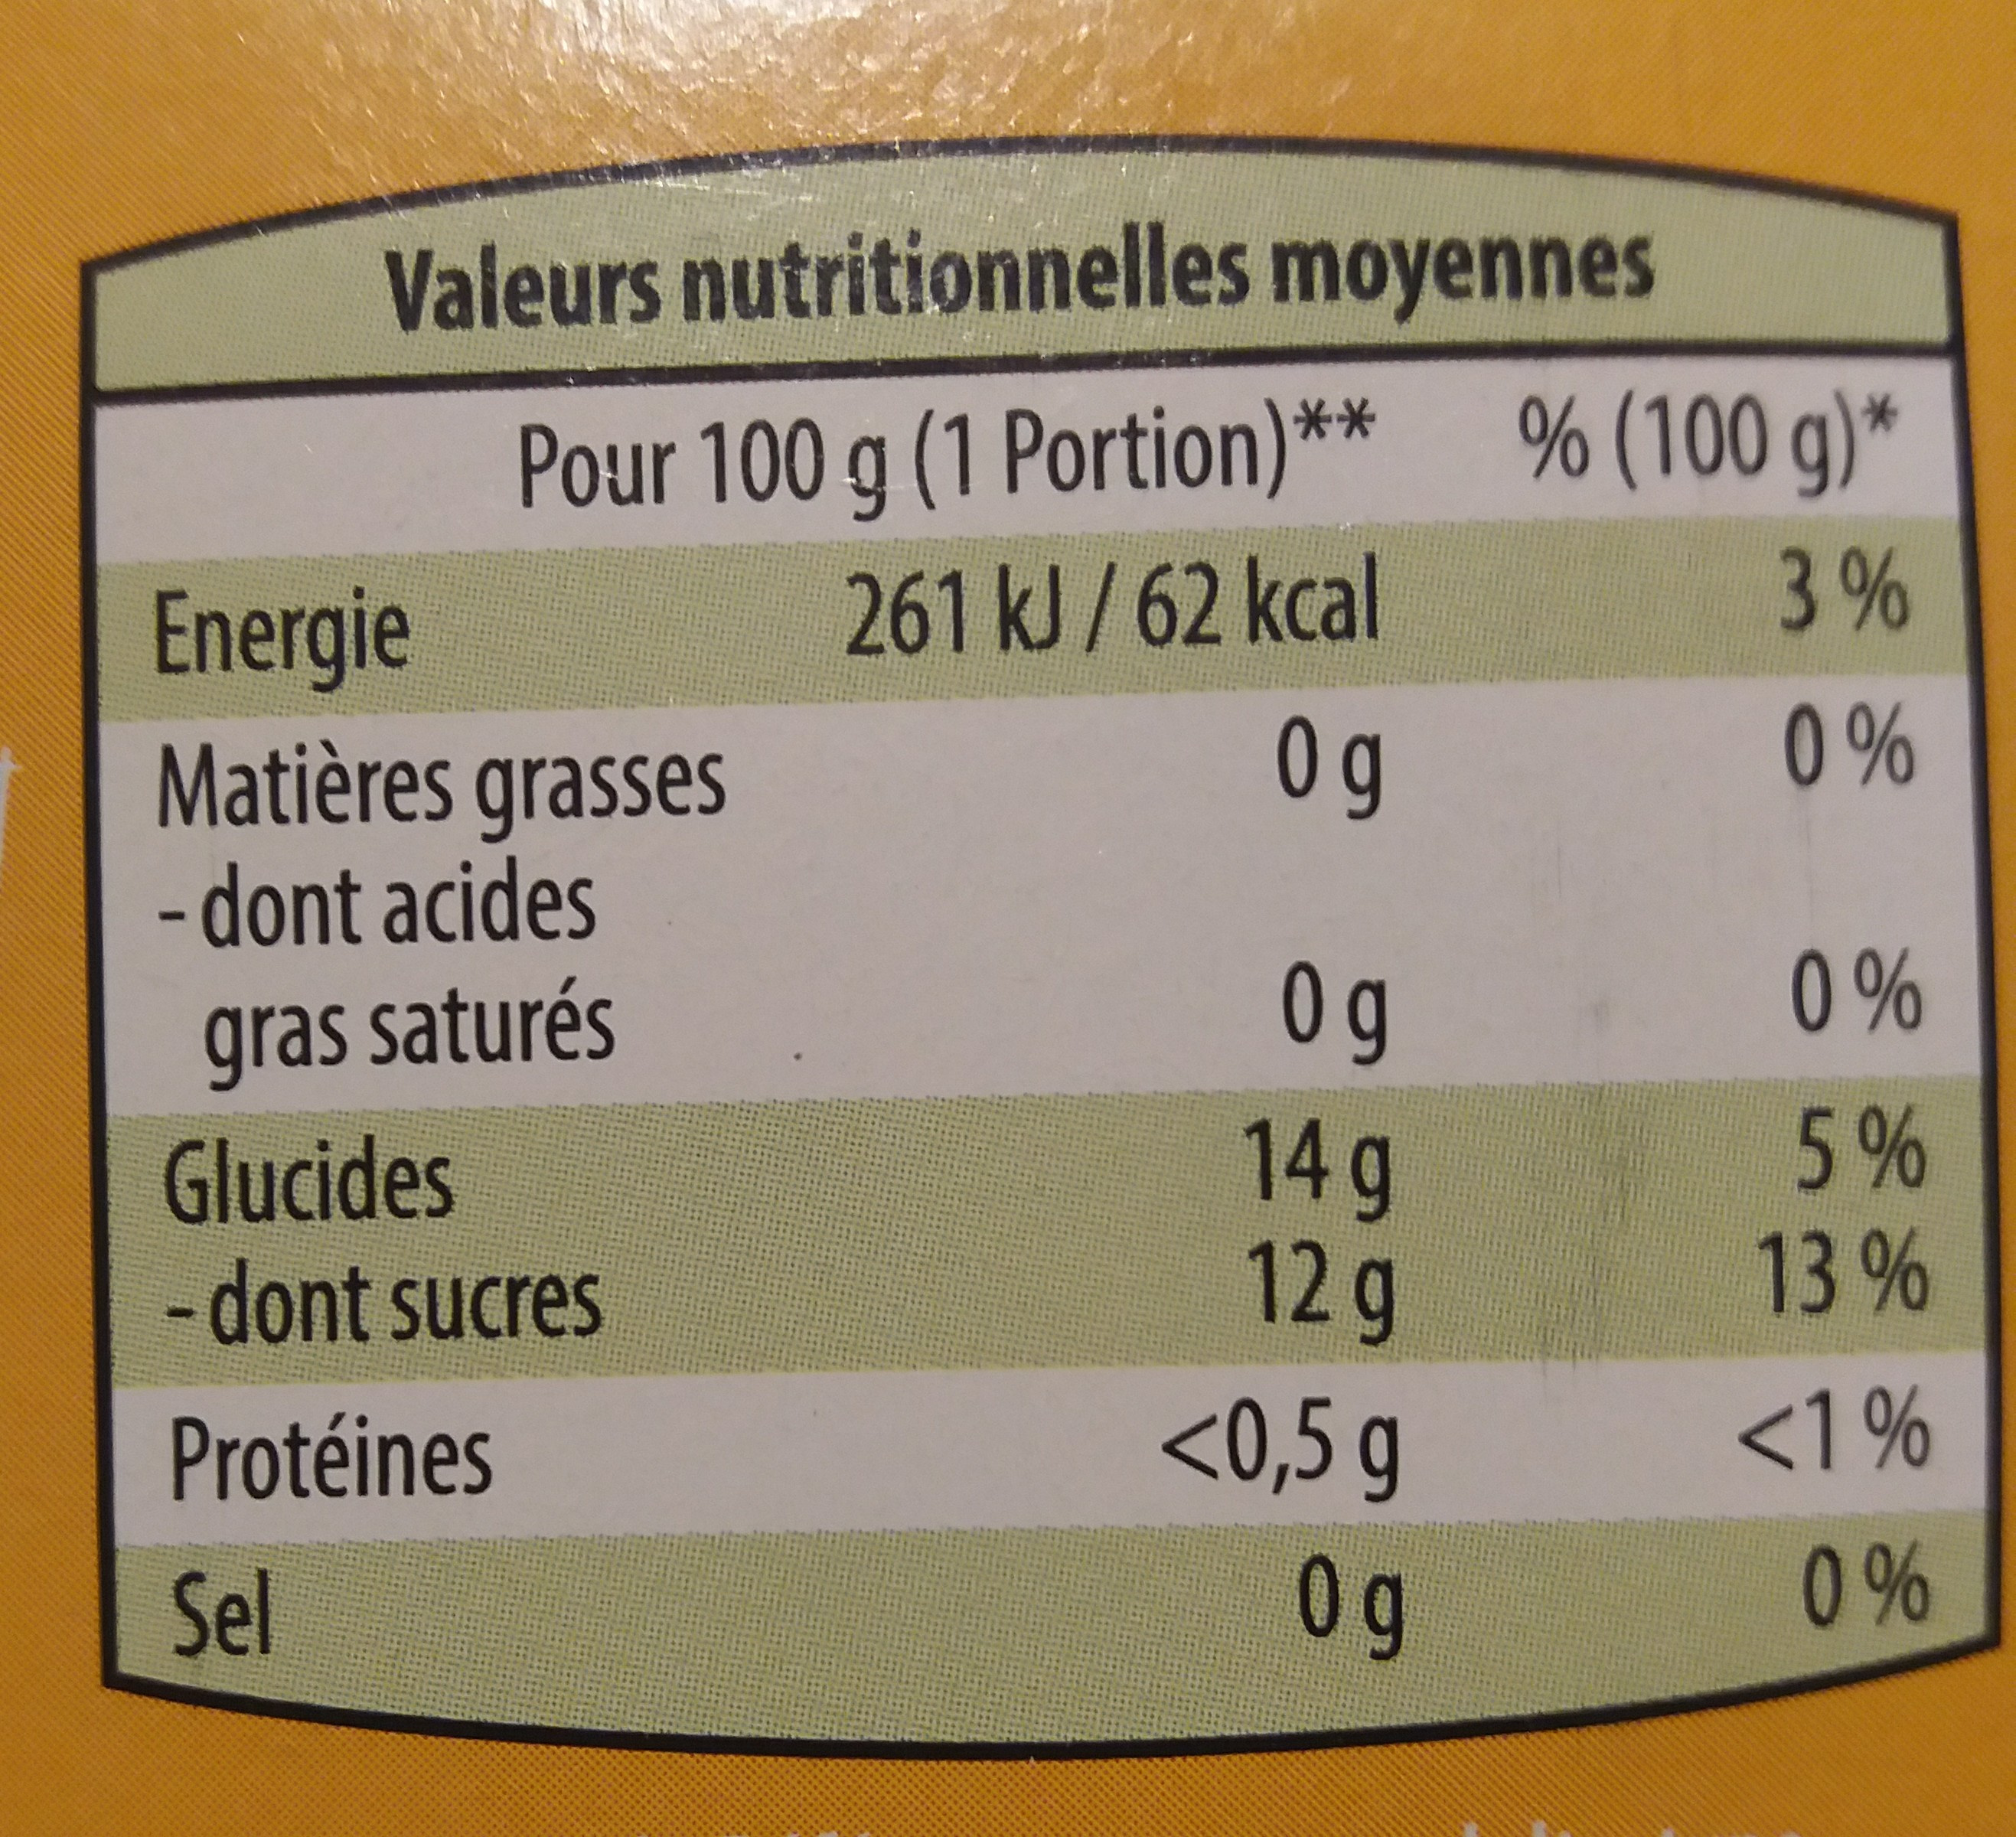 Valeurs nutritionnelles moyennes
Pour 100 g (1 Portion)** % (100 g)*
Energie 261 kJ / 62 kcal 3 %
Matières grasses 0 g 0 %
- dont acides
gras saturés 0 g 0 %
Glucides 14 g 5 %
- dont sucres 12 g 13 %
Protéines <0,5 g <1 %
Sel 0 g 0 %